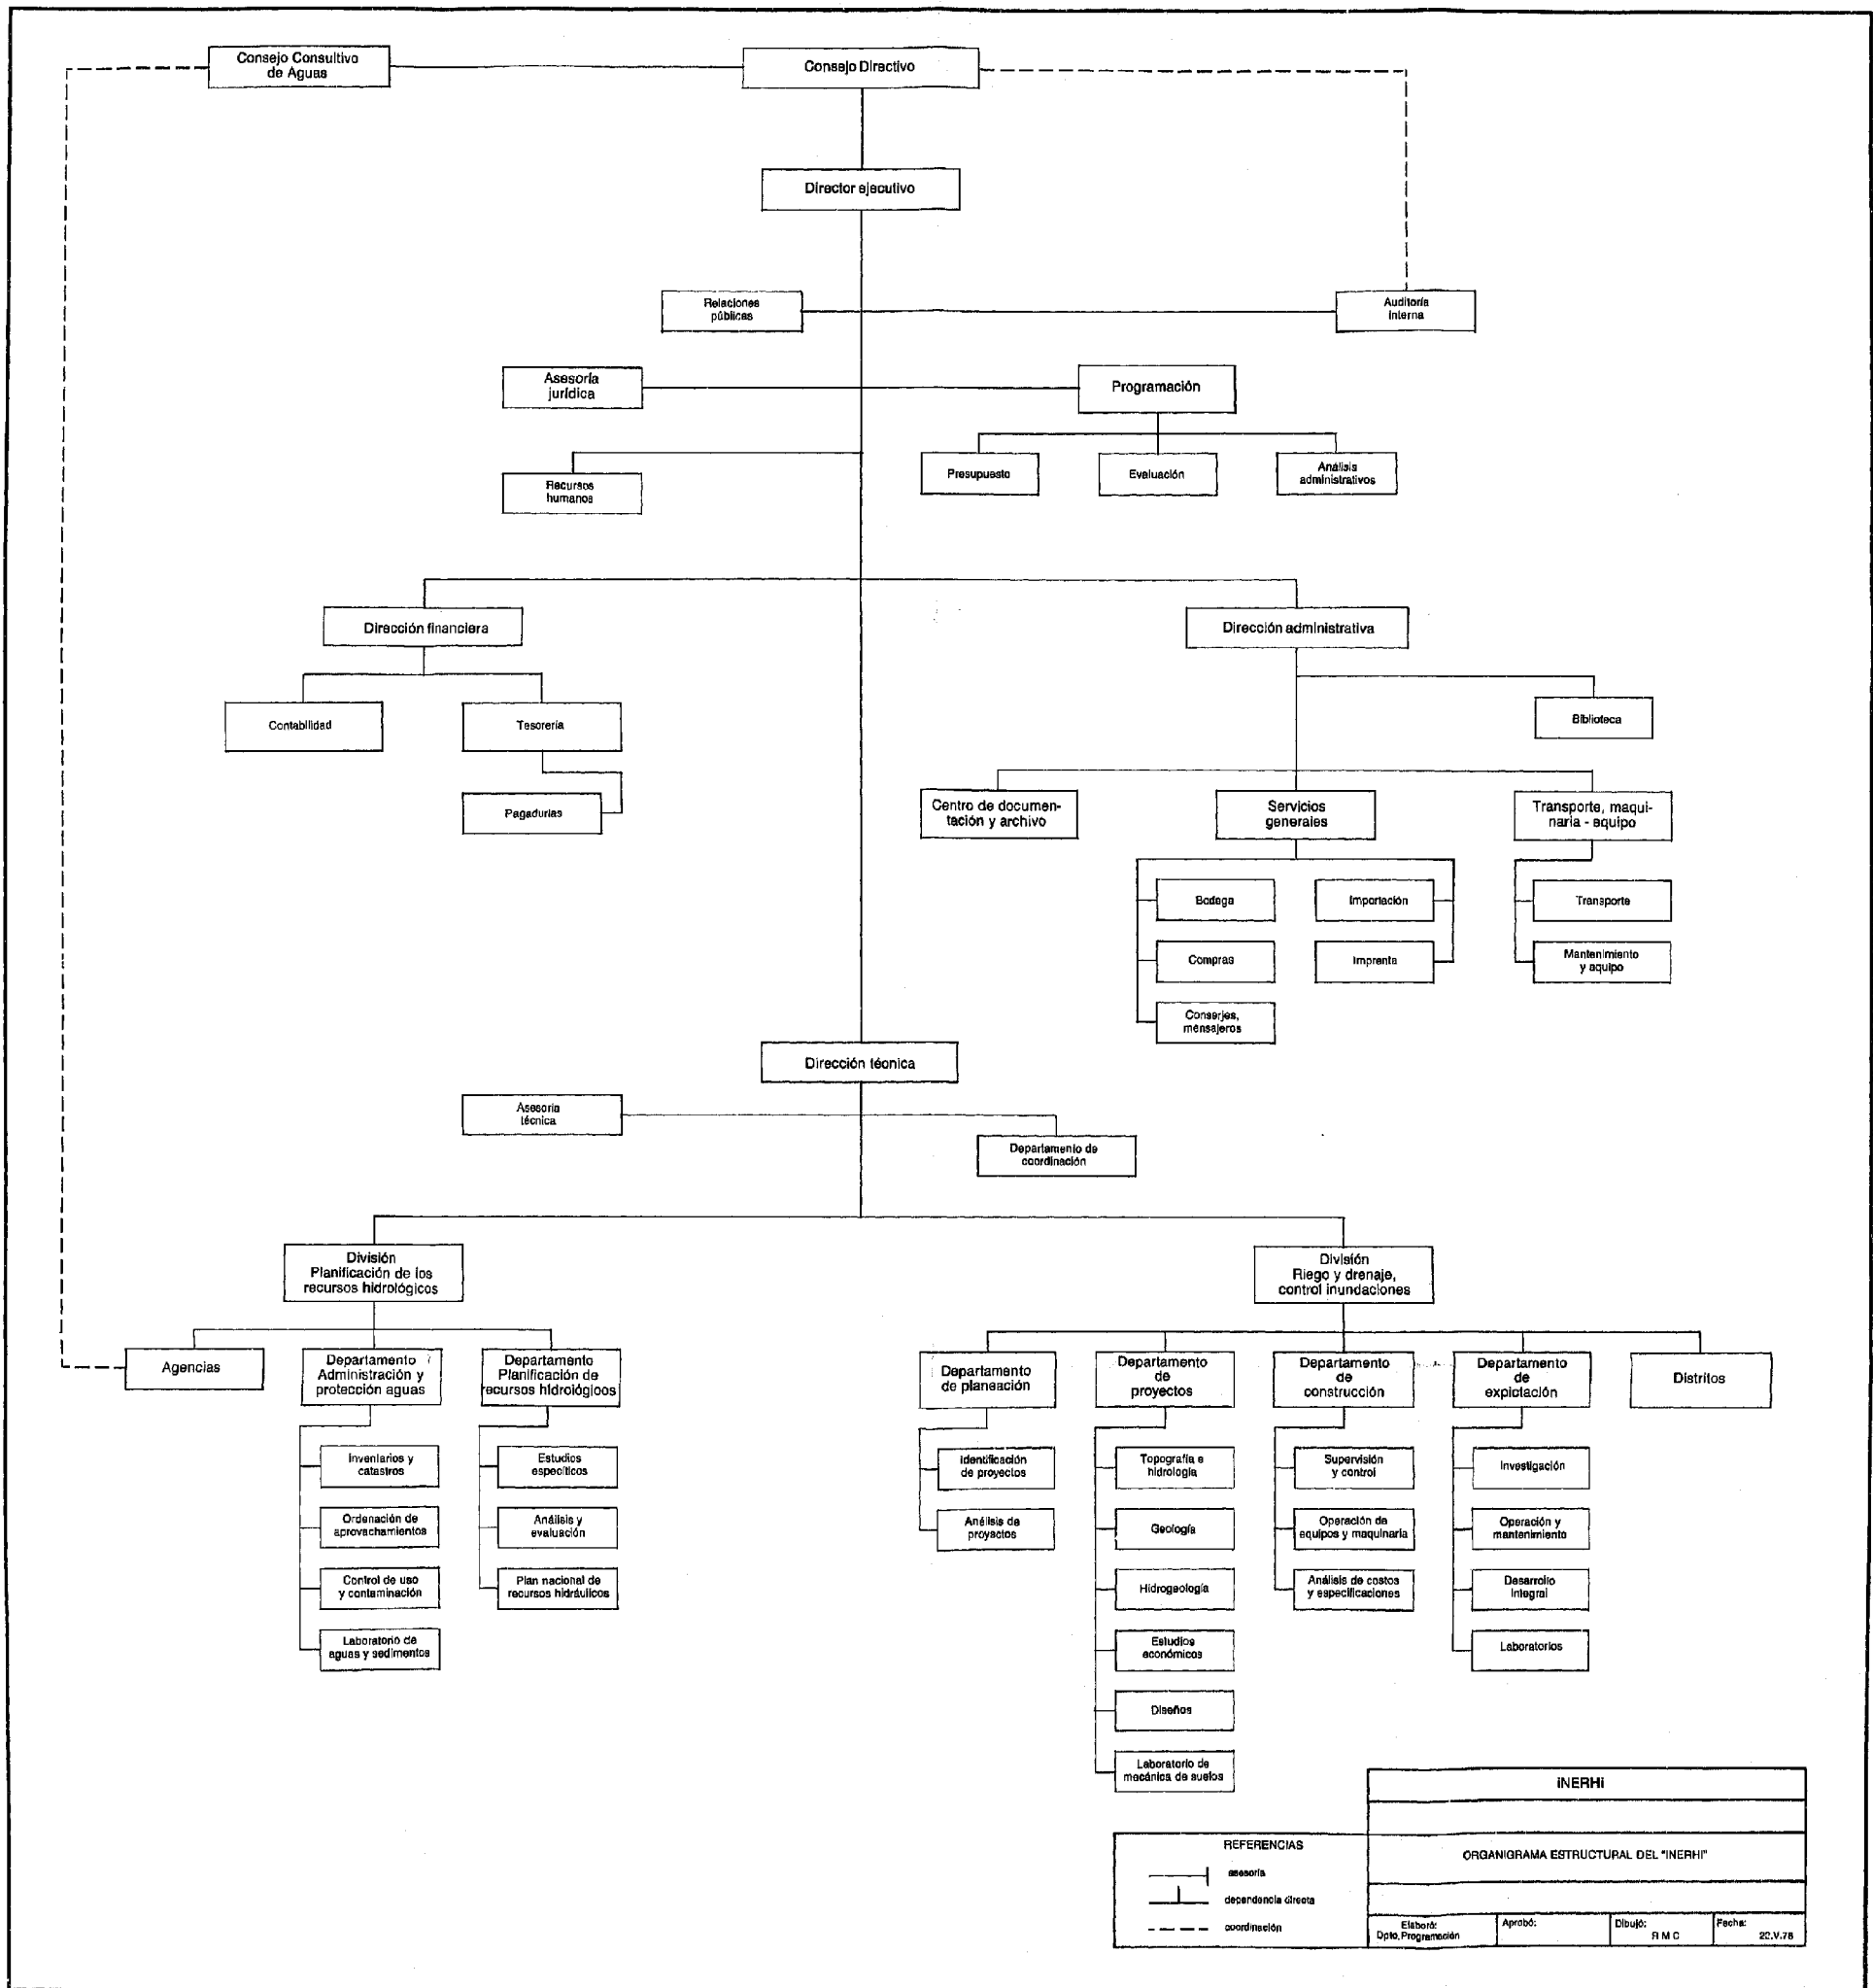 Consejo Consultivo
de Aguas
Consejo Directivo
Director ejecutivo
Relaciones
públicas
Auditoría
interna
Asesoría
jurídica
Programación
Recursos
humanos
Presupuesto
Evaluación
Análisis
administrativos
Dirección financiera
Dirección administrativa
Contabilidad
Tesorería
Pagadurías
Biblioteca
Centro de documen-
tación y archivo
Servicios
generales
Transporte, maqui-
naria - equipo
Bodega
Importación
Transporte
Compras
Imprenta
Mantenimiento
y equipo
Conserjes,
mensajeros
Dirección técnica
Asesoría
técnica
Departamento de
coordinación
División
Planificación de los
recursos hidrológicos
División
Riego y drenaje,
control inundaciones
Agencias
Departamento
Administración y
protección aguas
Departamento
Planificación de
recursos hidrológicos
Departamento
de planeación
Departamento
de
proyectos
Departamento
de
construcción
Departamento
de
explotación
Distritos
Inventarios y
catastros
Ordenación de
aprovachamientos
Control de uso
y contaminación
Laboratorio de
aguas y sedimentos
Estudios
específicos
Análisis y
evaluación
Plan nacional de
recursos hidráulicos
Identificación
de proyectos
Análisis de
proyectos
Topografía e
hidrología
Geología
Hidrogeología
Estudios
económicos
Diseños
Laboratorio de
mecánica de suelos
Supervisión
y control
Operación de
equipos y maquinaria
Análisis de costos
y especificaciones
Investigación
Operación y
mantenimiento
Desarrollo
Integral
Laboratorios
REFERENCIAS
asesoría
dependencia directa
coordinación
iNERHi
ORGANIGRAMA ESTRUCTURAL DEL "INERHI"
Elaboró:
Dpto. Programación
Aprobó:
Dibujó:
R M C
Fecha:
22.V.78